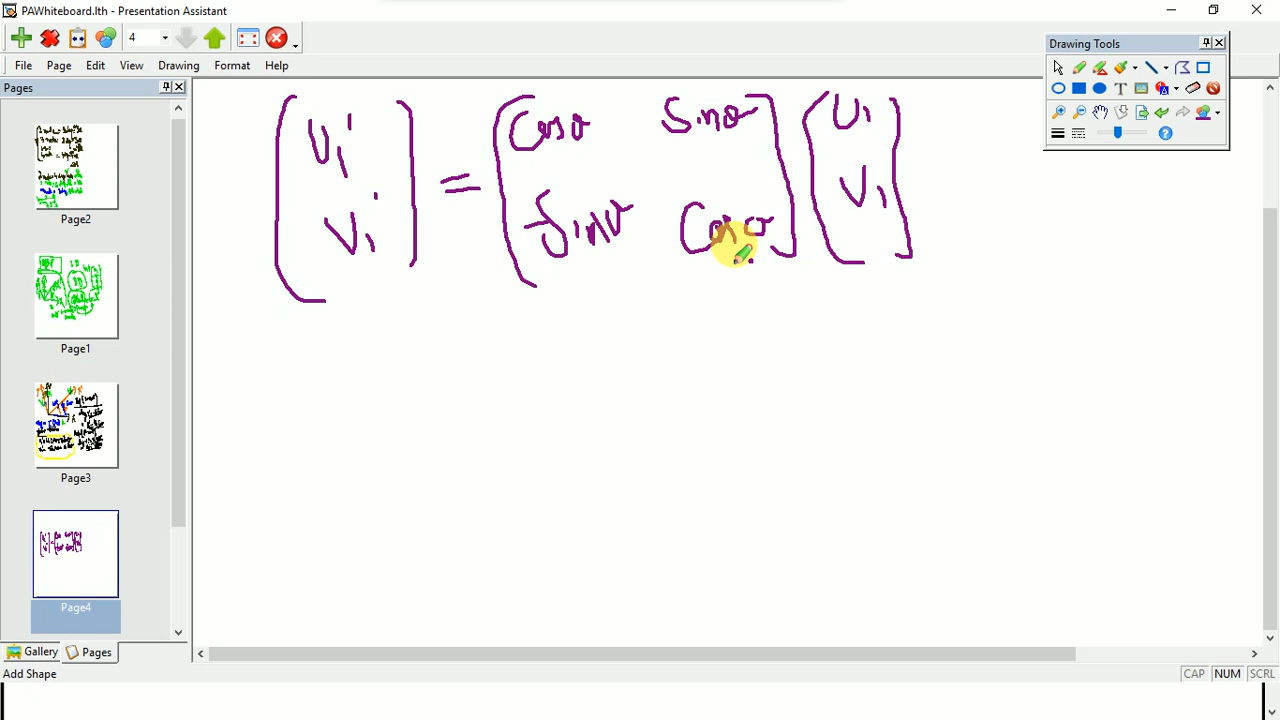 PAWhiteboard.lth - Presentation Assistant
4
File Page Edit View Drawing Format Help
Pages
Page2
Page1
Page3
Page4
Gallery Pages
Add Shape
CAP NUM SCRL
Drawing Tools
T
?
U₁' = Cosθ Sinθ U₁
V₁' -Sinθ Cosθ V₁